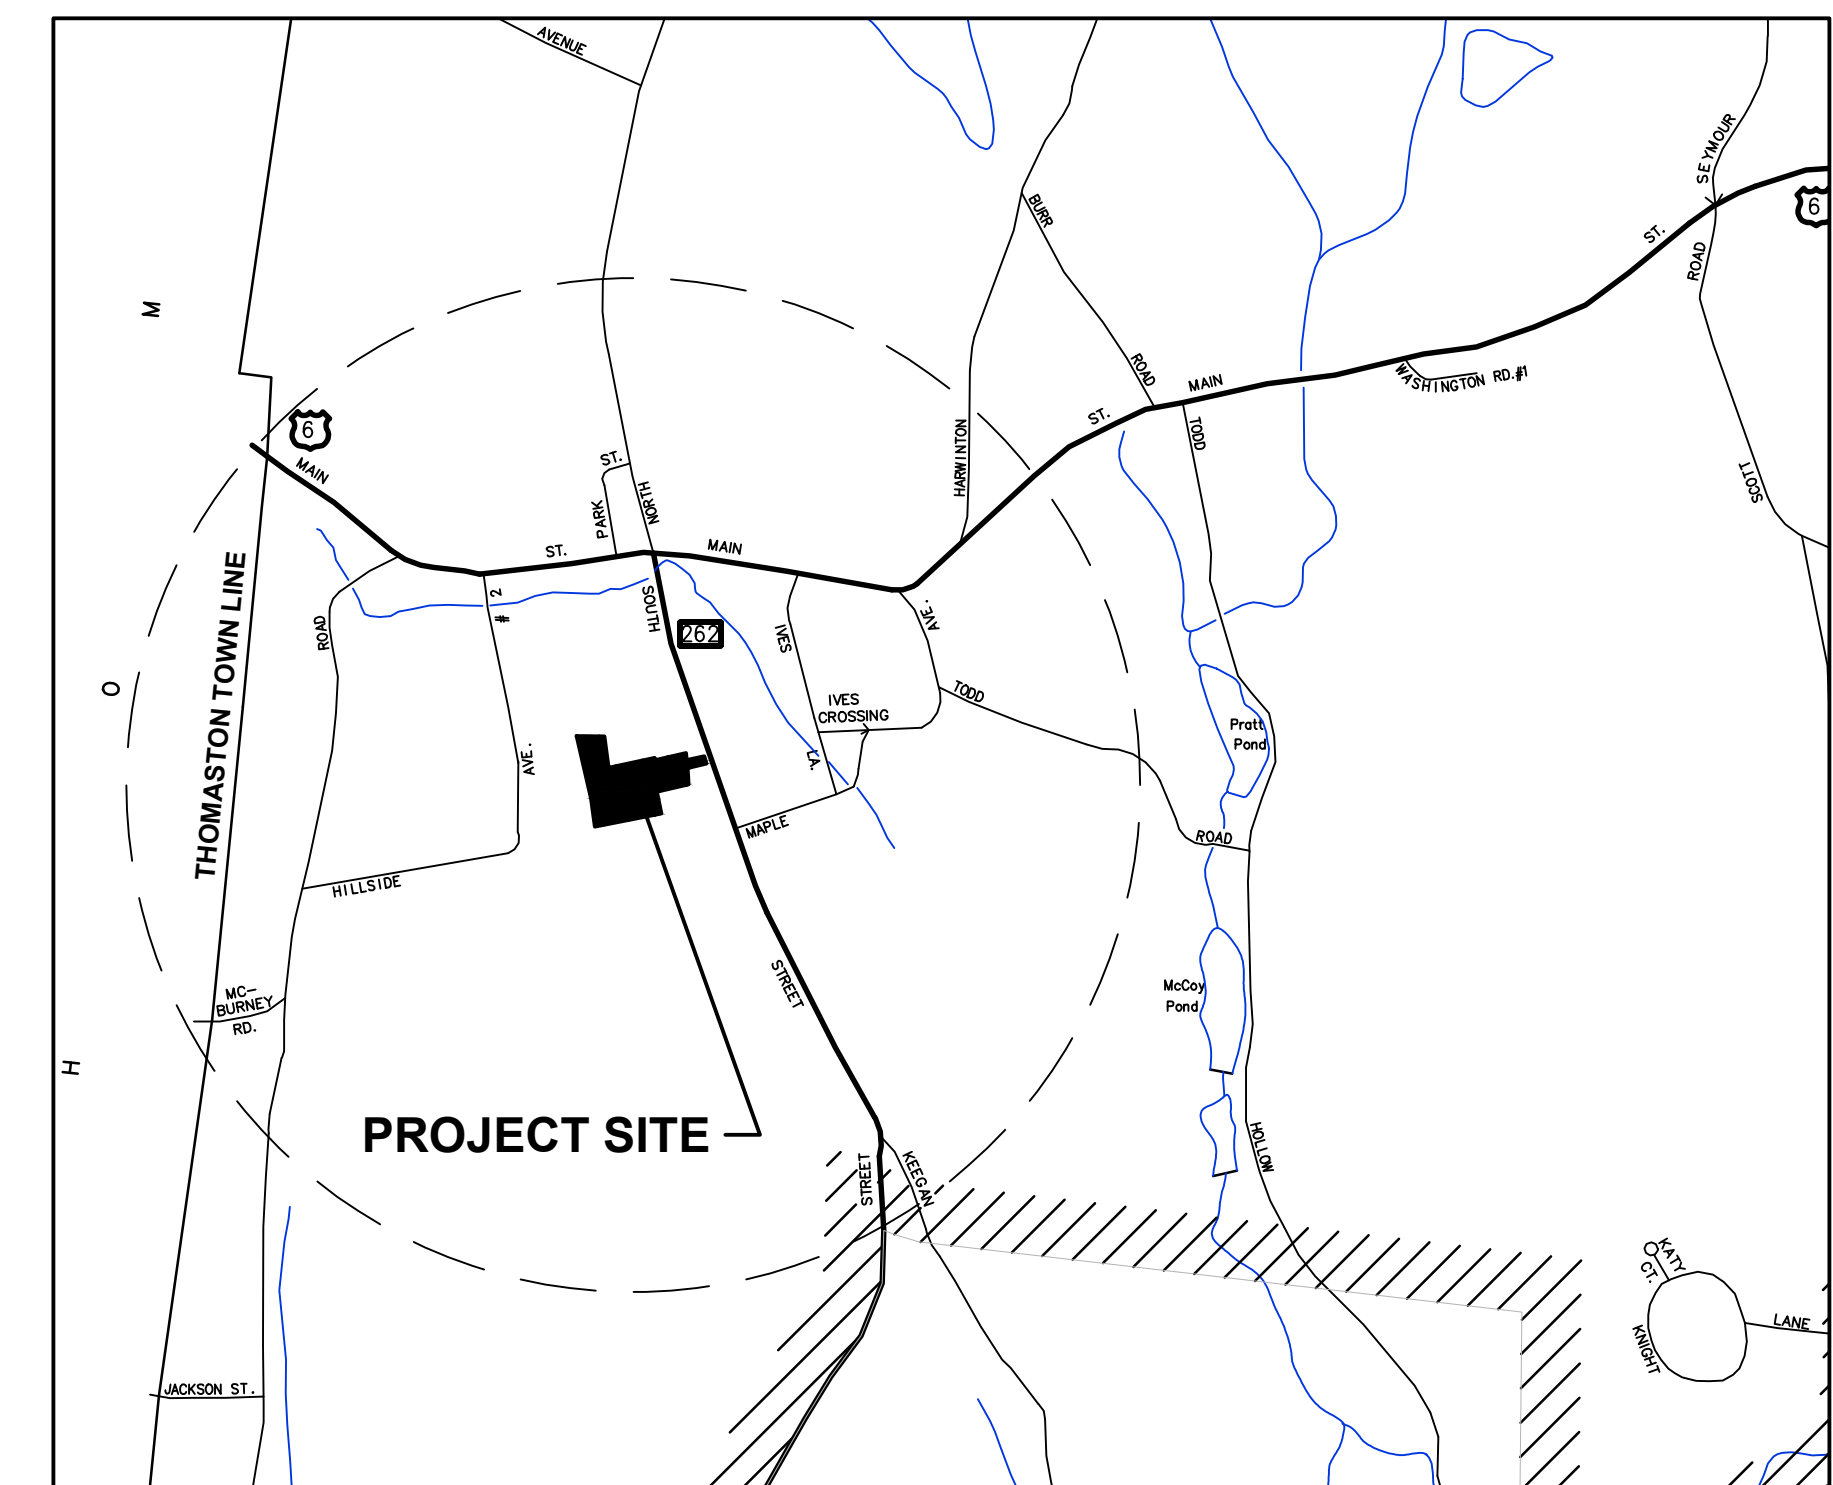 AVENUE
SEYMOUR
6
BURR
ST.
ROAD
M
ROAD
MAIN
WASHINGTON RD.#1
6
ST.
TODD
HARWINTON
MAIN
ST.
SCOTT
PARK
NORTH
ST.
MAIN
THOMASTON TOWN LINE
# 2
SOUTH
262
ROAD
IVES
AVE.
O
TODD
IVES
CROSSING
Pratt
Pond
AVE.
LA.
MAPLE
ROAD
HILLSIDE
STREET
McCoy
Pond
MC-
BURNEY
RD.
H
PROJECT SITE
HOLLOW
STREET
KEEGAN
KATY
CT.
KNIGHT
LANE
JACKSON ST.